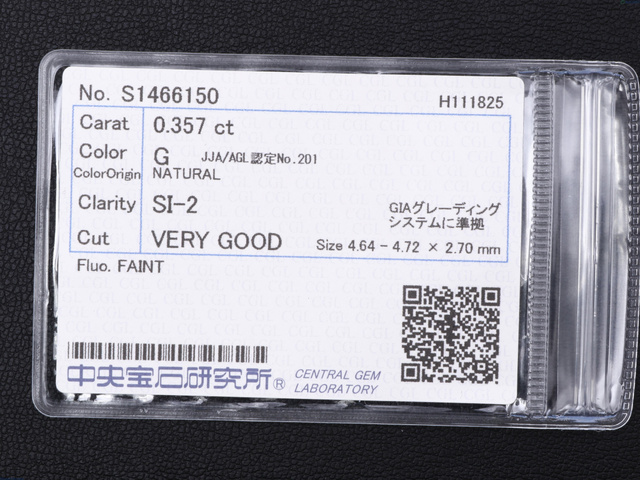 No. S1466150 H111825
Carat 0.357 ct
Color G JJA/AGL認定No.201
ColorOrigin NATURAL
Clarity SI-2 GIAグレーディング
システムに準拠
Cut VERY GOOD Size 4.64 - 4.72 × 2.70 mm
Fluo. FAINT
中央宝石研究所® CENTRAL GEM
LABORATORY